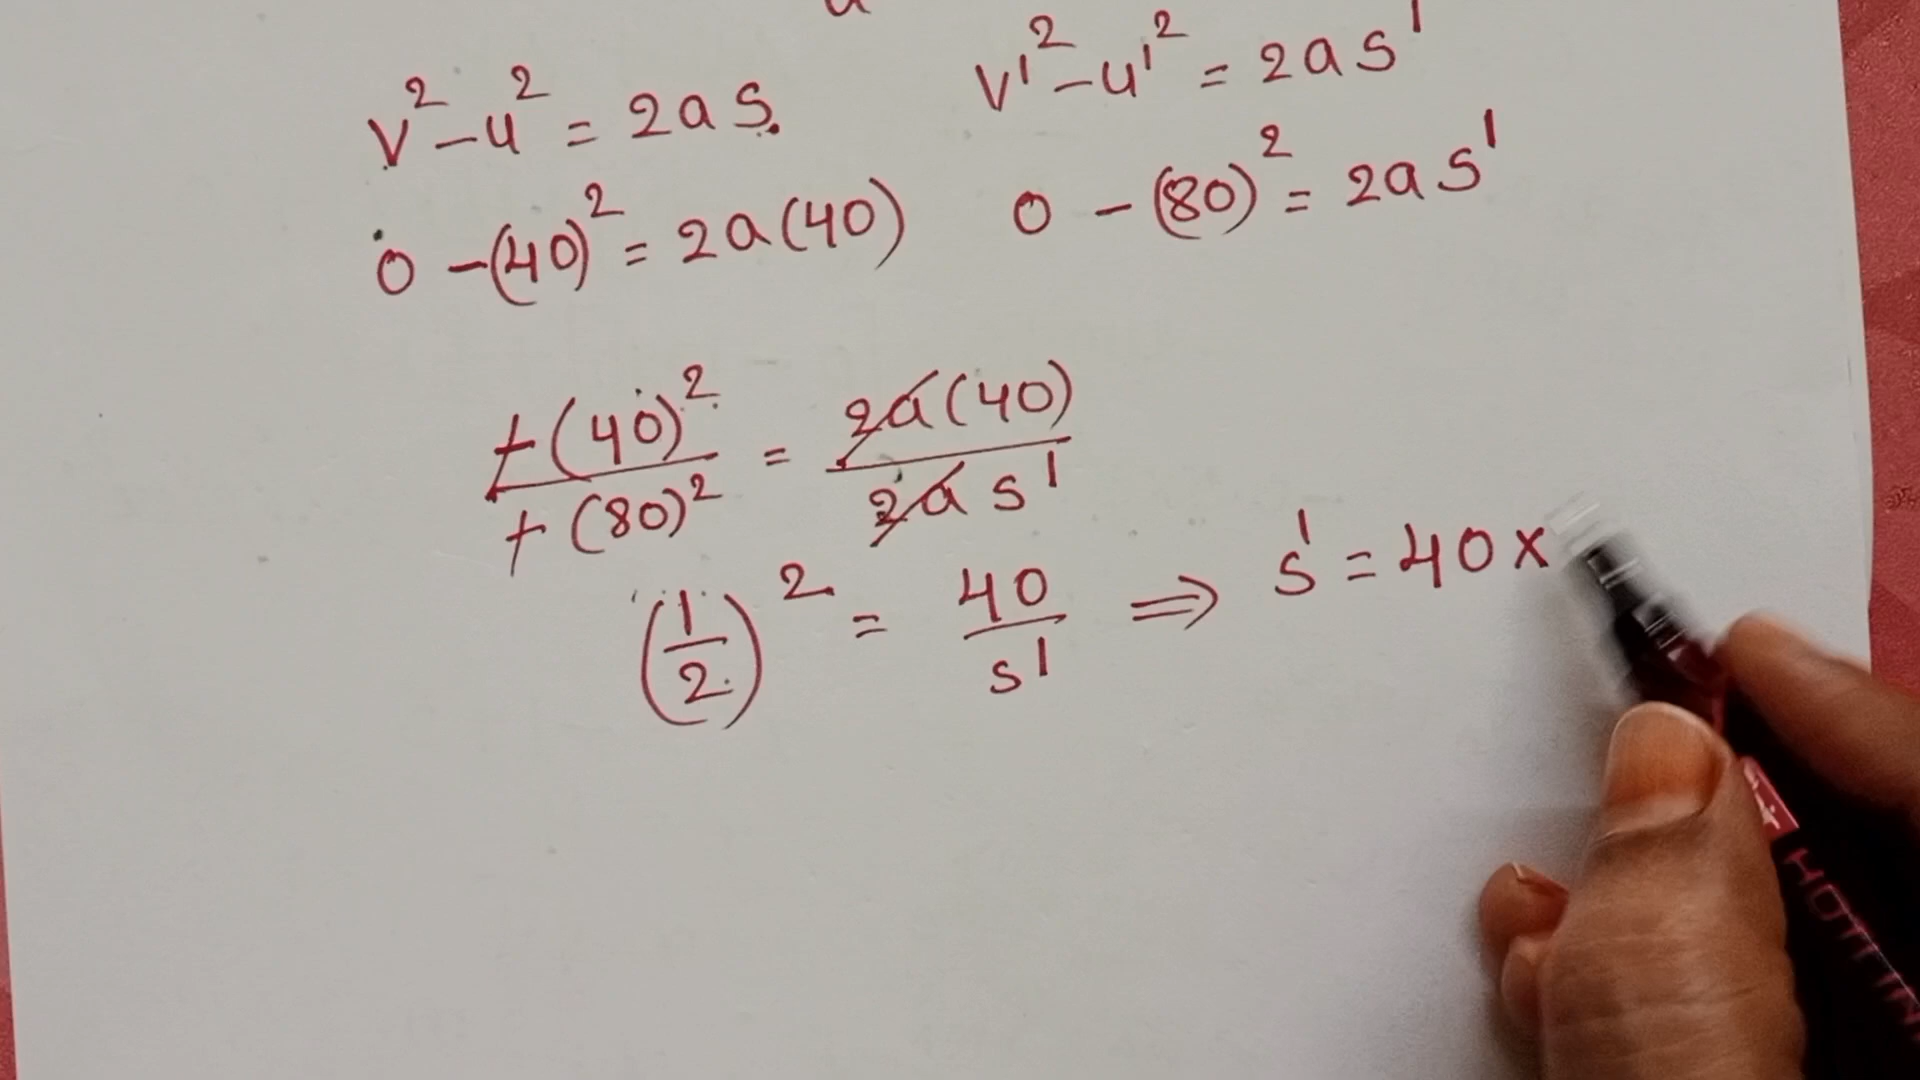 v² - u² = 2as.
v'² - u'² = 2as'
0 - (40)² = 2a(40)
0 - (80)² = 2as'
-(40)² / -(80)² = 2a(40) / 2as'
(1/2)² = 40/s' ⇒ s' = 40 ×